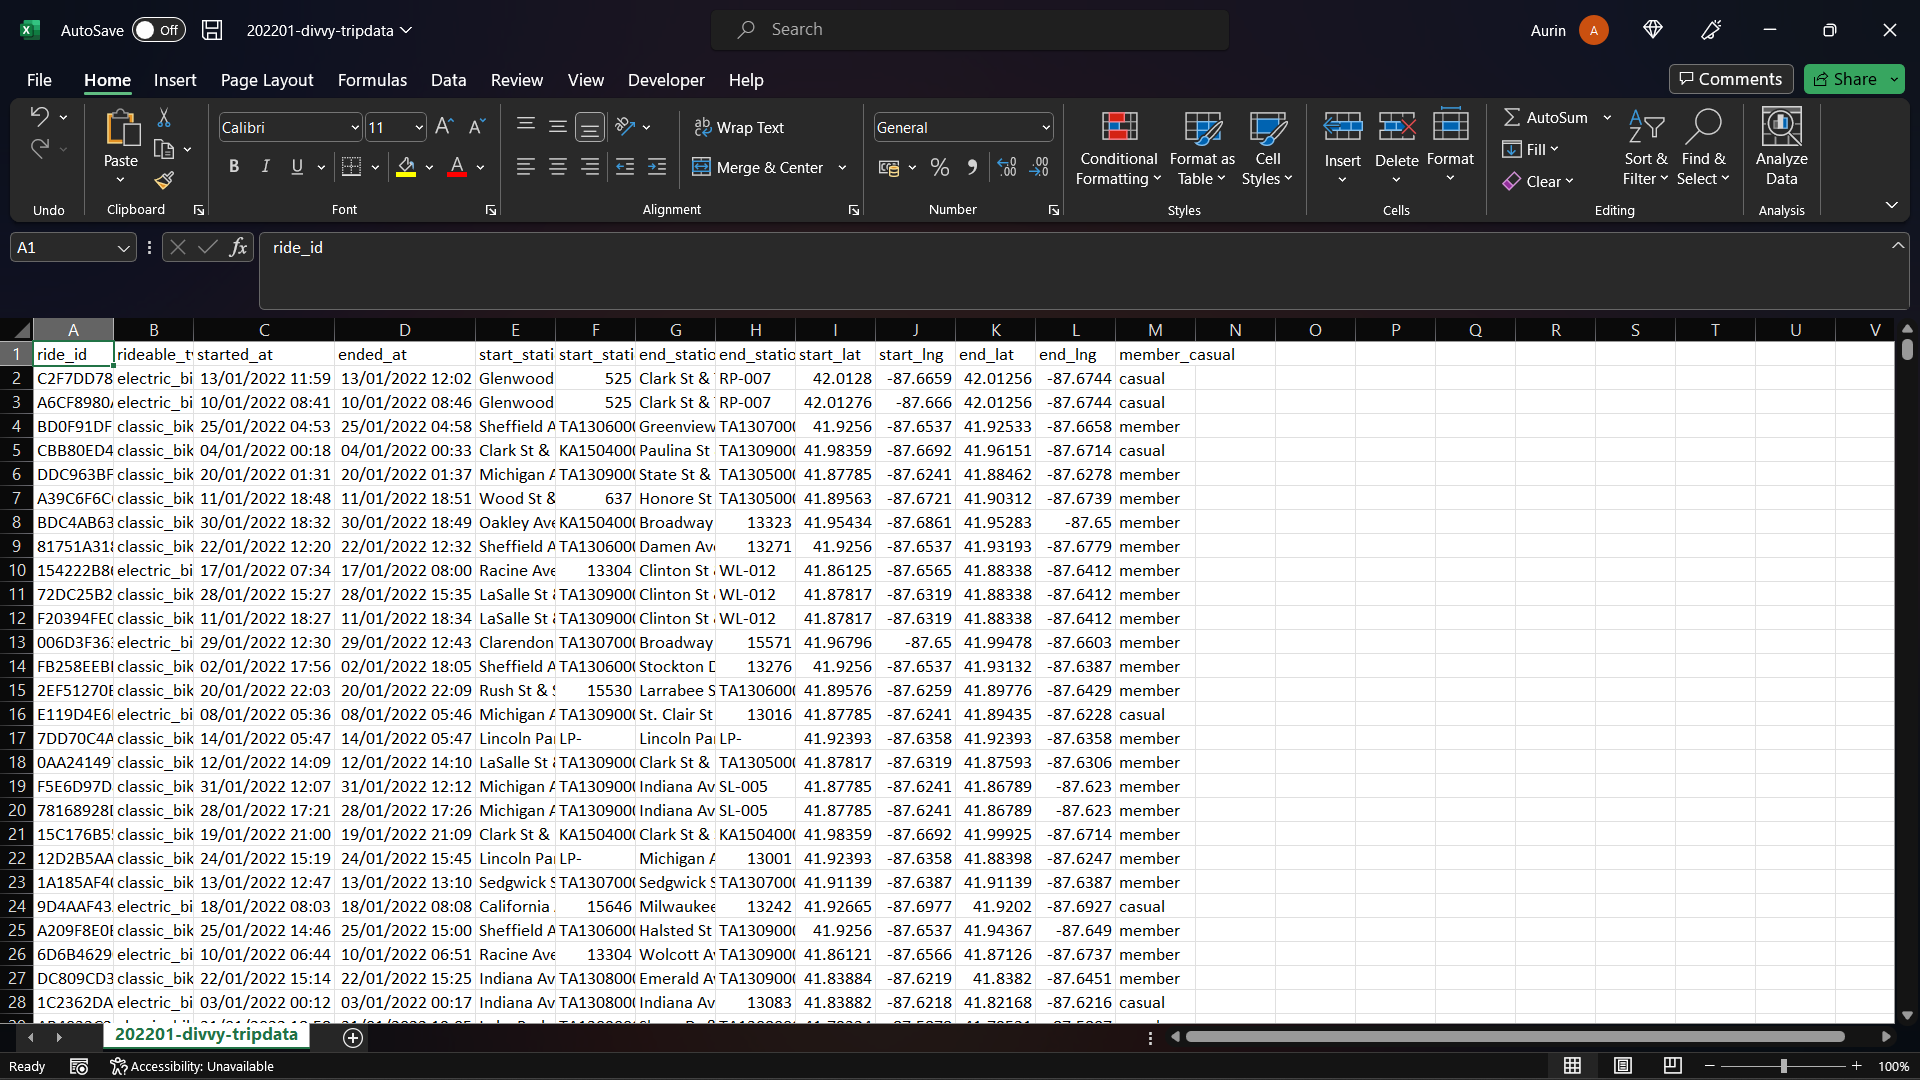 AutoSave Off 202201-divvy-tripdata Search Aurin A
File Home Insert Page Layout Formulas Data Review View Developer Help Comments Share
Calibri 11 Wrap Text General AutoSum
Paste B I U Merge & Center % Conditional Formatting Format as Table Cell Styles Insert Delete Format Fill Clear Sort & Filter Find & Select Analyze Data
Undo Clipboard Font Alignment Number Styles Cells Editing Analysis
A1 fx ride_id
A B C D E F G H I J K L M N O P Q R S T U V
1 ride_id rideable_ty started_at ended_at start_stati start_stati end_statio end_statio start_lat start_lng end_lat end_lng member_casual
2 C2F7DD78 electric_bi 13/01/2022 11:59 13/01/2022 12:02 Glenwood 525 Clark St & RP-007 42.0128 -87.6659 42.01256 -87.6744 casual
3 A6CF8980 electric_bi 10/01/2022 08:41 10/01/2022 08:46 Glenwood 525 Clark St & RP-007 42.01276 -87.666 42.01256 -87.6744 casual
4 BD0F91DF classic_bik 25/01/2022 04:53 25/01/2022 04:58 Sheffield A TA1306000 Greenview TA1307000 41.9256 -87.6537 41.92533 -87.6658 member
5 CBB80ED4 classic_bik 04/01/2022 00:18 04/01/2022 00:33 Clark St & KA1504000 Paulina St TA1309000 41.98359 -87.6692 41.96151 -87.6714 casual
6 DDC963BF classic_bik 20/01/2022 01:31 20/01/2022 01:37 Michigan A TA1309000 State St & TA1305000 41.87785 -87.6241 41.88462 -87.6278 member
7 A39C6F6C classic_bik 11/01/2022 18:48 11/01/2022 18:51 Wood St & 637 Honore St TA1305000 41.89563 -87.6721 41.90312 -87.6739 member
8 BDC4AB63 classic_bik 30/01/2022 18:32 30/01/2022 18:49 Oakley Ave KA1504000 Broadway 13323 41.95434 -87.6861 41.95283 -87.65 member
9 81751A318 classic_bik 22/01/2022 12:20 22/01/2022 12:32 Sheffield A TA1306000 Damen Av 13271 41.9256 -87.6537 41.93193 -87.6779 member
10 154222B8 electric_bi 17/01/2022 07:34 17/01/2022 08:00 Racine Ave 13304 Clinton St WL-012 41.86125 -87.6565 41.88338 -87.6412 member
11 72DC25B2 classic_bik 28/01/2022 15:27 28/01/2022 15:35 LaSalle St TA1309000 Clinton St WL-012 41.87817 -87.6319 41.88338 -87.6412 member
12 F20394FE classic_bik 11/01/2022 18:27 11/01/2022 18:34 LaSalle St TA1309000 Clinton St WL-012 41.87817 -87.6319 41.88338 -87.6412 member
13 006D3F363 electric_bi 29/01/2022 12:30 29/01/2022 12:43 Clarendon TA1307000 Broadway 15571 41.96796 -87.65 41.99478 -87.6603 member
14 FB258EEB classic_bik 02/01/2022 17:56 02/01/2022 18:05 Sheffield A TA1306000 Stockton D 13276 41.9256 -87.6537 41.93132 -87.6387 member
15 2EF51270 classic_bik 20/01/2022 22:03 20/01/2022 22:09 Rush St & 15530 Larrabee S TA1306000 41.89576 -87.6259 41.89776 -87.6429 member
16 E119D4E6 electric_bi 08/01/2022 05:36 08/01/2022 05:46 Michigan A TA1309000 St. Clair St 13016 41.87785 -87.6241 41.89435 -87.6228 casual
17 7DD70C4A classic_bik 14/01/2022 05:47 14/01/2022 05:47 Lincoln Par LP- Lincoln Par LP- 41.92393 -87.6358 41.92393 -87.6358 member
18 0AA24149 classic_bik 12/01/2022 14:09 12/01/2022 14:10 LaSalle St TA1309000 Clark St & TA1305000 41.87817 -87.6319 41.87593 -87.6306 member
19 F5E6D97D classic_bik 31/01/2022 12:07 31/01/2022 12:12 Michigan A TA1309000 Indiana Av SL-005 41.87785 -87.6241 41.86789 -87.623 member
20 78168928 classic_bik 28/01/2022 17:21 28/01/2022 17:26 Michigan A TA1309000 Indiana Av SL-005 41.87785 -87.6241 41.86789 -87.623 member
21 15C176B5 classic_bik 19/01/2022 21:00 19/01/2022 21:09 Clark St & KA1504000 Clark St & KA1504000 41.98359 -87.6692 41.99925 -87.6714 member
22 12D2B5AA classic_bik 24/01/2022 15:19 24/01/2022 15:45 Lincoln Par LP- Michigan A 13001 41.92393 -87.6358 41.88398 -87.6247 member
23 1A185AF4 classic_bik 13/01/2022 12:47 13/01/2022 13:10 Sedgwick S TA1307000 Sedgwick S TA1307000 41.91139 -87.6387 41.91139 -87.6387 member
24 9D4AAF43 electric_bi 18/01/2022 08:03 18/01/2022 08:08 California 15646 Milwaukee 13242 41.92665 -87.6977 41.9202 -87.6927 casual
25 A209F8E0 classic_bik 25/01/2022 14:46 25/01/2022 15:00 Sheffield A TA1306000 Halsted St TA1309000 41.9256 -87.6537 41.94367 -87.649 member
26 6D6B4629 electric_bi 10/01/2022 06:44 10/01/2022 06:51 Racine Ave 13304 Wolcott A TA1309000 41.86121 -87.6566 41.87126 -87.6737 member
27 DC809CD3 classic_bik 22/01/2022 15:14 22/01/2022 15:25 Indiana Av TA1308000 Emerald A TA1309000 41.83884 -87.6219 41.8382 -87.6451 member
28 1C2362DA electric_bi 03/01/2022 00:12 03/01/2022 00:17 Indiana Av TA1308000 Indiana Av 13083 41.83882 -87.6218 41.82168 -87.6216 casual
202201-divvy-tripdata
Ready Accessibility: Unavailable 100%